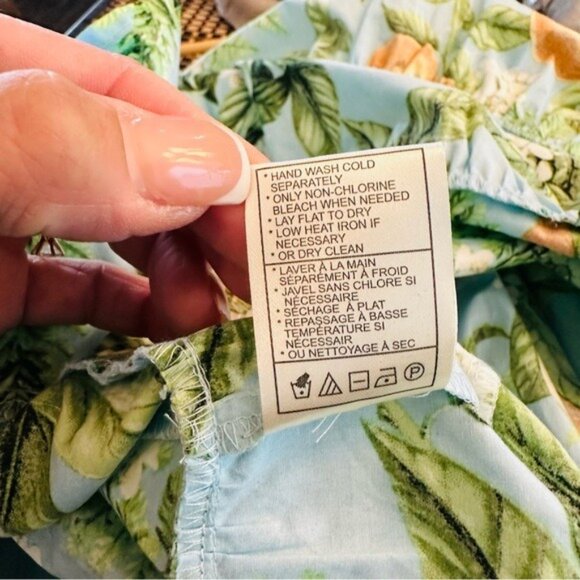 • HAND WASH COLD
SEPARATELY
• ONLY NON-CHLORINE
BLEACH WHEN NEEDED
• LAY FLAT TO DRY
• LOW HEAT IRON IF
NECESSARY
• OR DRY CLEAN
• LAVER À LA MAIN
SÉPARÉMENT À FROID
• JAVEL SANS CHLORE SI
NÉCESSAIRE
• SÉCHAGE À PLAT
• REPASSAGE À BASSE
TEMPÉRATURE SI
NÉCESSAIR
• OU NETTOYAGE À SEC
P